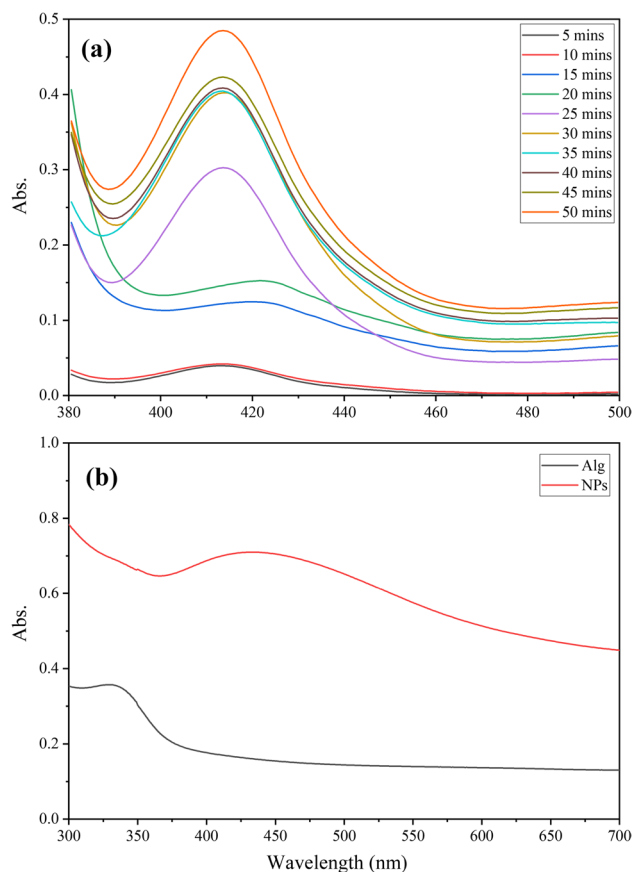 (a)
5 mins
10 mins
15 mins
20 mins
25 mins
30 mins
35 mins
40 mins
45 mins
50 mins
0.5
0.4
0.3
0.2
0.1
0.0
Abs.
380 400 420 440 460 480 500
(b)
Alg
NPs
1.0
0.8
0.6
0.4
0.2
0.0
Abs.
300 350 400 450 500 550 600 650 700
Wavelength (nm)